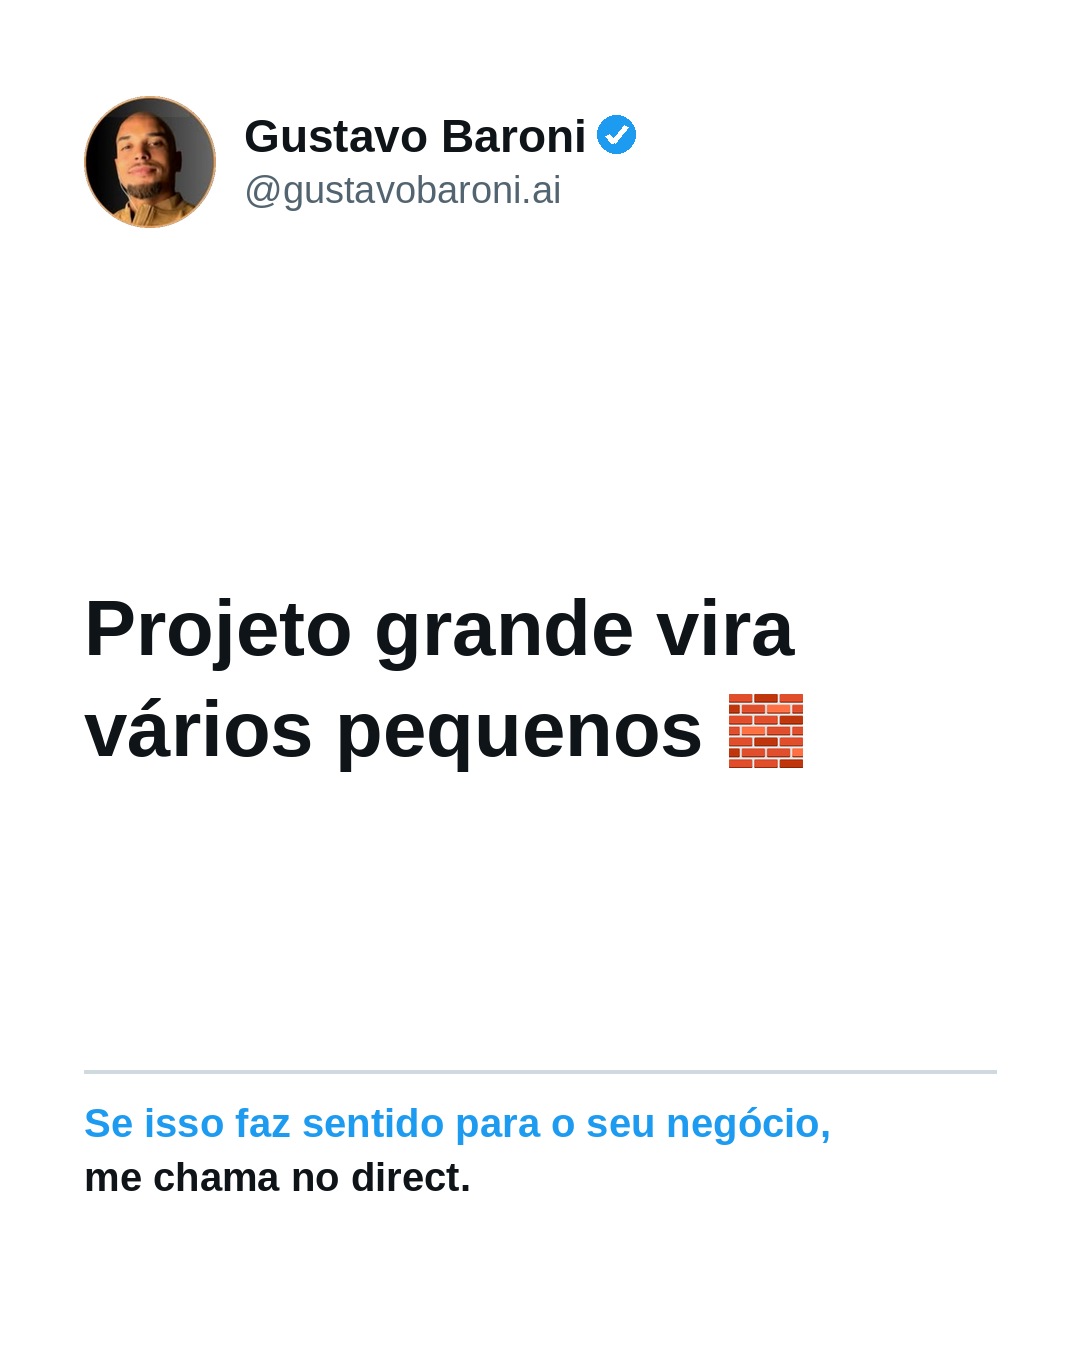 Gustavo Baroni
@gustavobaroni.ai
Projeto grande vira
vários pequenos 🧱
Se isso faz sentido para o seu negócio,
me chama no direct.